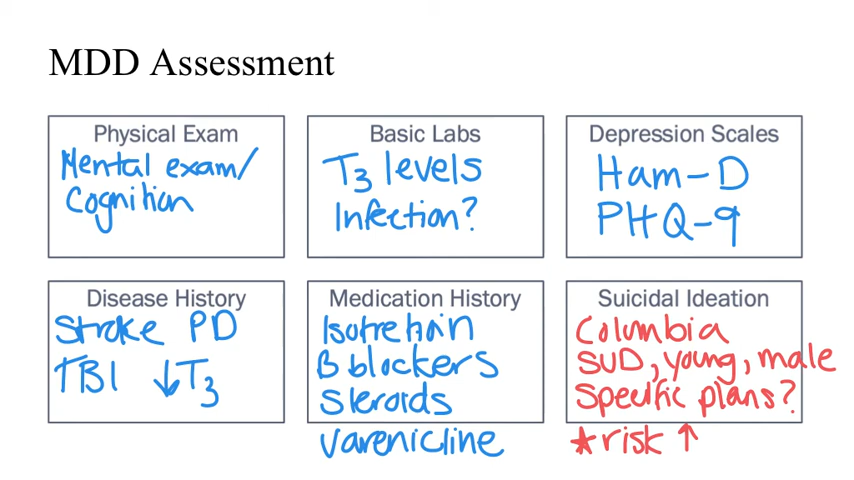 MDD Assessment
Physical Exam
Mental exam/
Cognition
Basic Labs
T3 levels
Infection?
Depression Scales
Ham-D
PHQ-9
Disease History
Stroke PD
TBI ↓T3
Medication History
Isotretnoin
B blockers
Steroids
Varenicline
Suicidal Ideation
Columbia
SUD, young, male
Specific plans?
*risk ↑